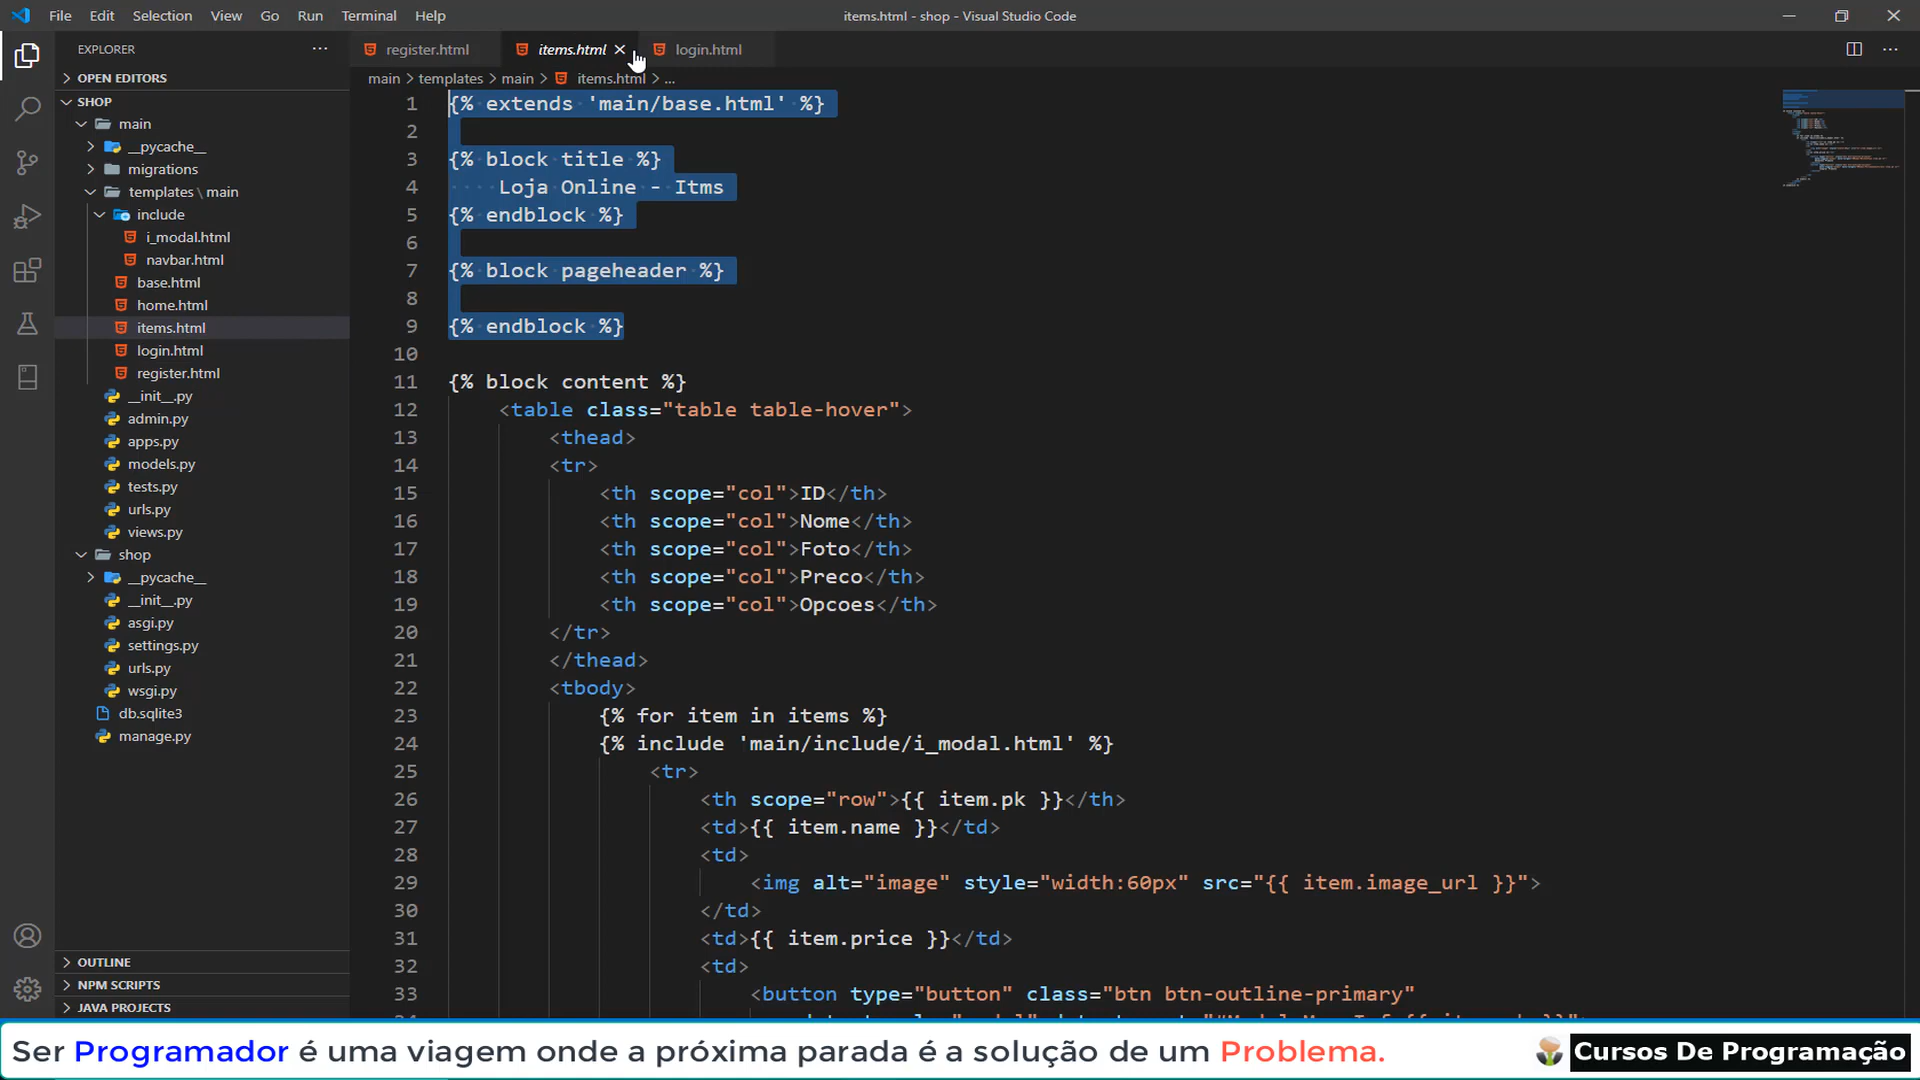 File Edit Selection View Go Run Terminal Help
items.html - shop - Visual Studio Code
EXPLORER
OPEN EDITORS
SHOP
main
__pycache__
migrations
templates \ main
include
i_modal.html
navbar.html
base.html
home.html
items.html
login.html
register.html
__init__.py
admin.py
apps.py
models.py
tests.py
urls.py
views.py
shop
__pycache__
__init__.py
asgi.py
settings.py
urls.py
wsgi.py
db.sqlite3
manage.py
OUTLINE
NPM SCRIPTS
JAVA PROJECTS
register.html items.html login.html
main > templates > main > items.html > ...
1 {% extends 'main/base.html' %}
2
3 {% block title %}
4 Loja Online - Itms
5 {% endblock %}
6
7 {% block pageheader %}
8
9 {% endblock %}
10
11 {% block content %}
12 <table class="table table-hover">
13 <thead>
14 <tr>
15 <th scope="col">ID</th>
16 <th scope="col">Nome</th>
17 <th scope="col">Foto</th>
18 <th scope="col">Preco</th>
19 <th scope="col">Opcoes</th>
20 </tr>
21 </thead>
22 <tbody>
23 {% for item in items %}
24 {% include 'main/include/i_modal.html' %}
25 <tr>
26 <th scope="row">{{ item.pk }}</th>
27 <td>{{ item.name }}</td>
28 <td>
29 <img alt="image" style="width:60px" src="{{ item.image_url }}">
30 </td>
31 <td>{{ item.price }}</td>
32 <td>
33 <button type="button" class="btn btn-outline-primary"
Ser Programador é uma viagem onde a próxima parada é a solução de um Problema.
Cursos De Programação